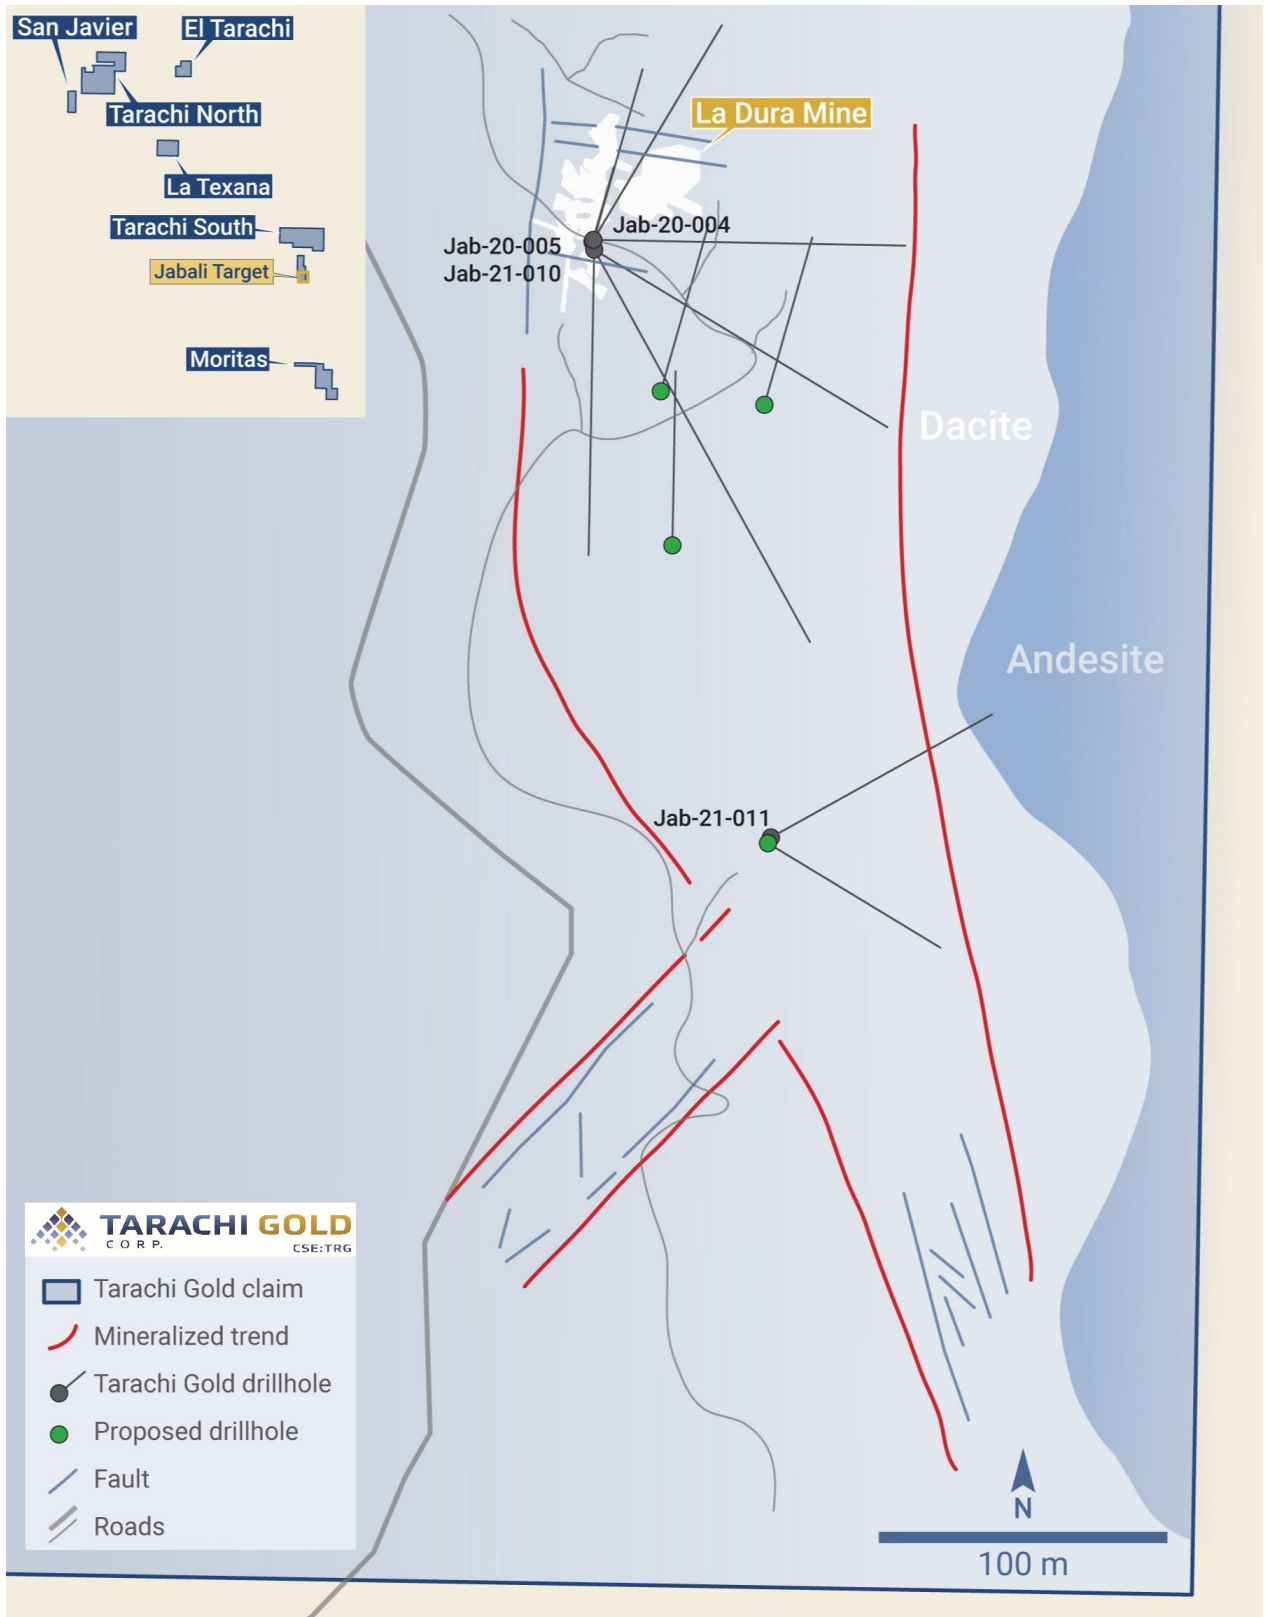 San Javier
El Tarachi
Tarachi North
La Texana
Tarachi South
Jabali Target
Moritas
La Dura Mine
Jab-20-004
Jab-20-005
Jab-21-010
Dacite
Andesite
Jab-21-011
TARACHI GOLD
CORP.
CSE:TRG
Tarachi Gold claim
Mineralized trend
Tarachi Gold drillhole
Proposed drillhole
Fault
Roads
N
100 m